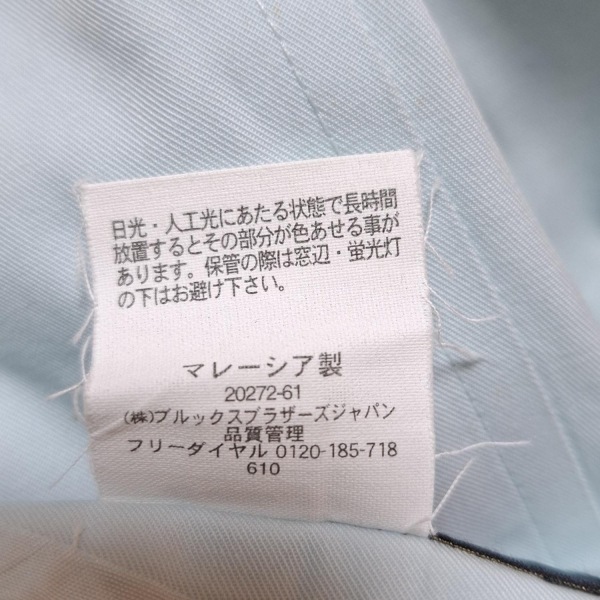 日光・人工光にあたる状態で長時間
放置するとその部分が色あせる事が
あります。保管の際は窓辺・蛍光灯
の下はお避け下さい。
マレーシア製
20272-61
(株)ブルックスブラザーズジャパン
品質管理
フリーダイヤル 0120-185-718
610